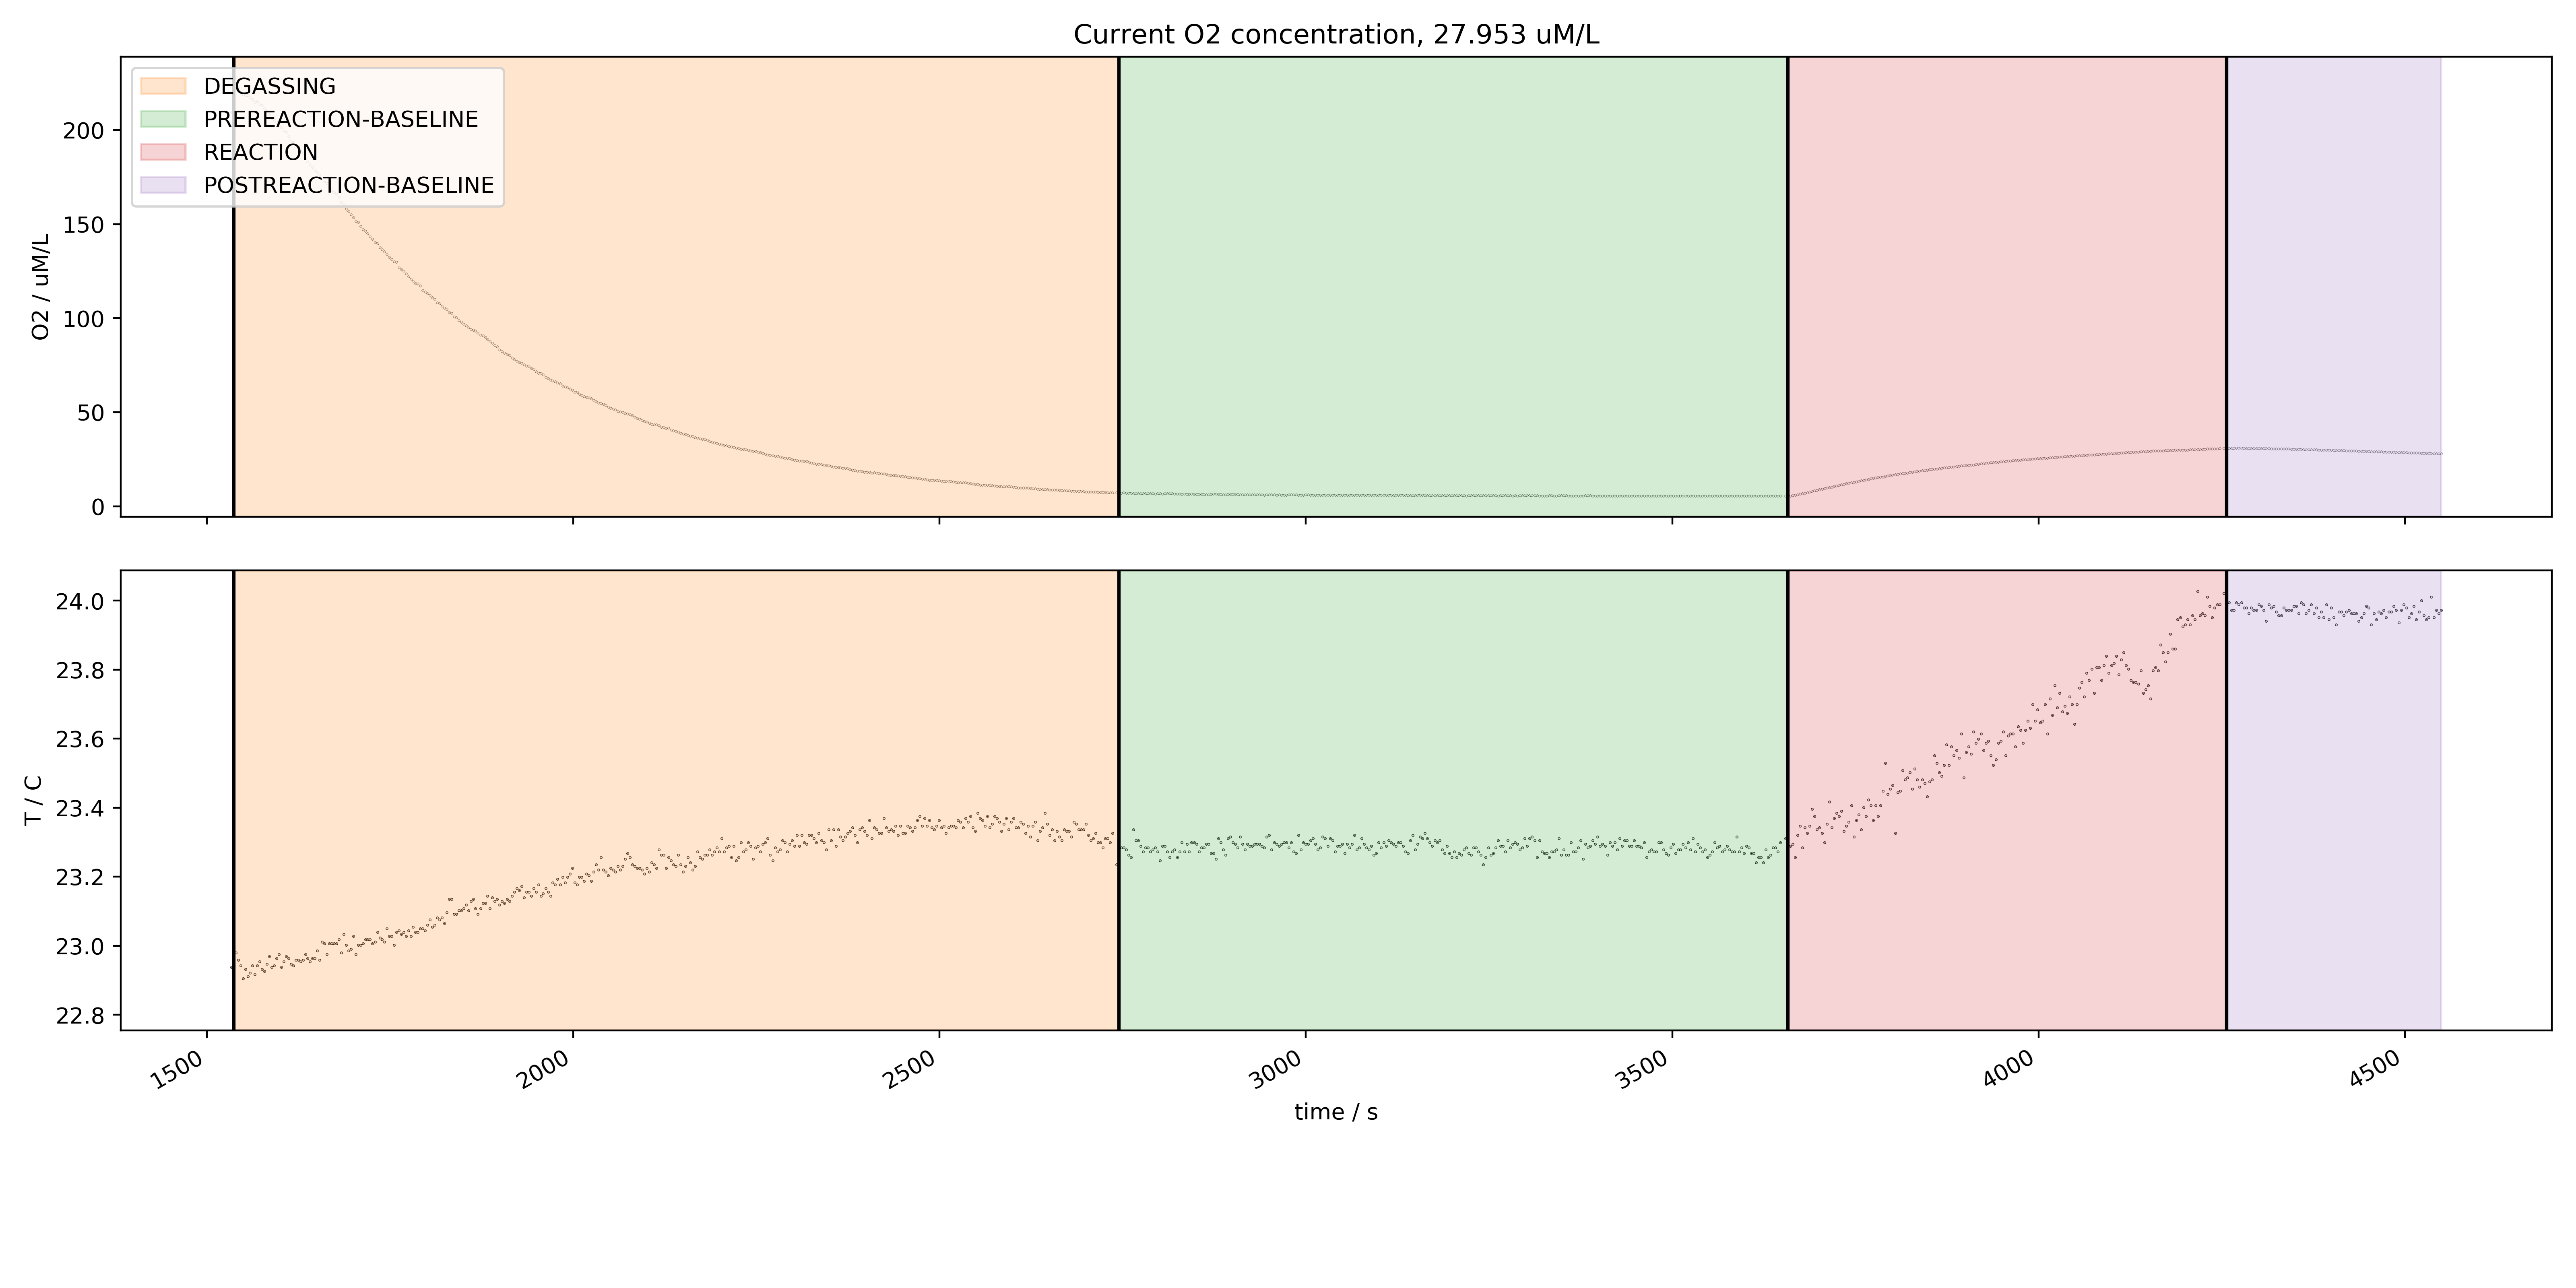 Current O2 concentration, 27.953 uM/L
DEGASSING
PREREACTION-BASELINE
REACTION
POSTREACTION-BASELINE
200
150
100
50
0
O2 / uM/L
24.0
23.8
23.6
23.4
23.2
23.0
22.8
T / C
1500
2000
2500
3000
3500
4000
4500
time / s